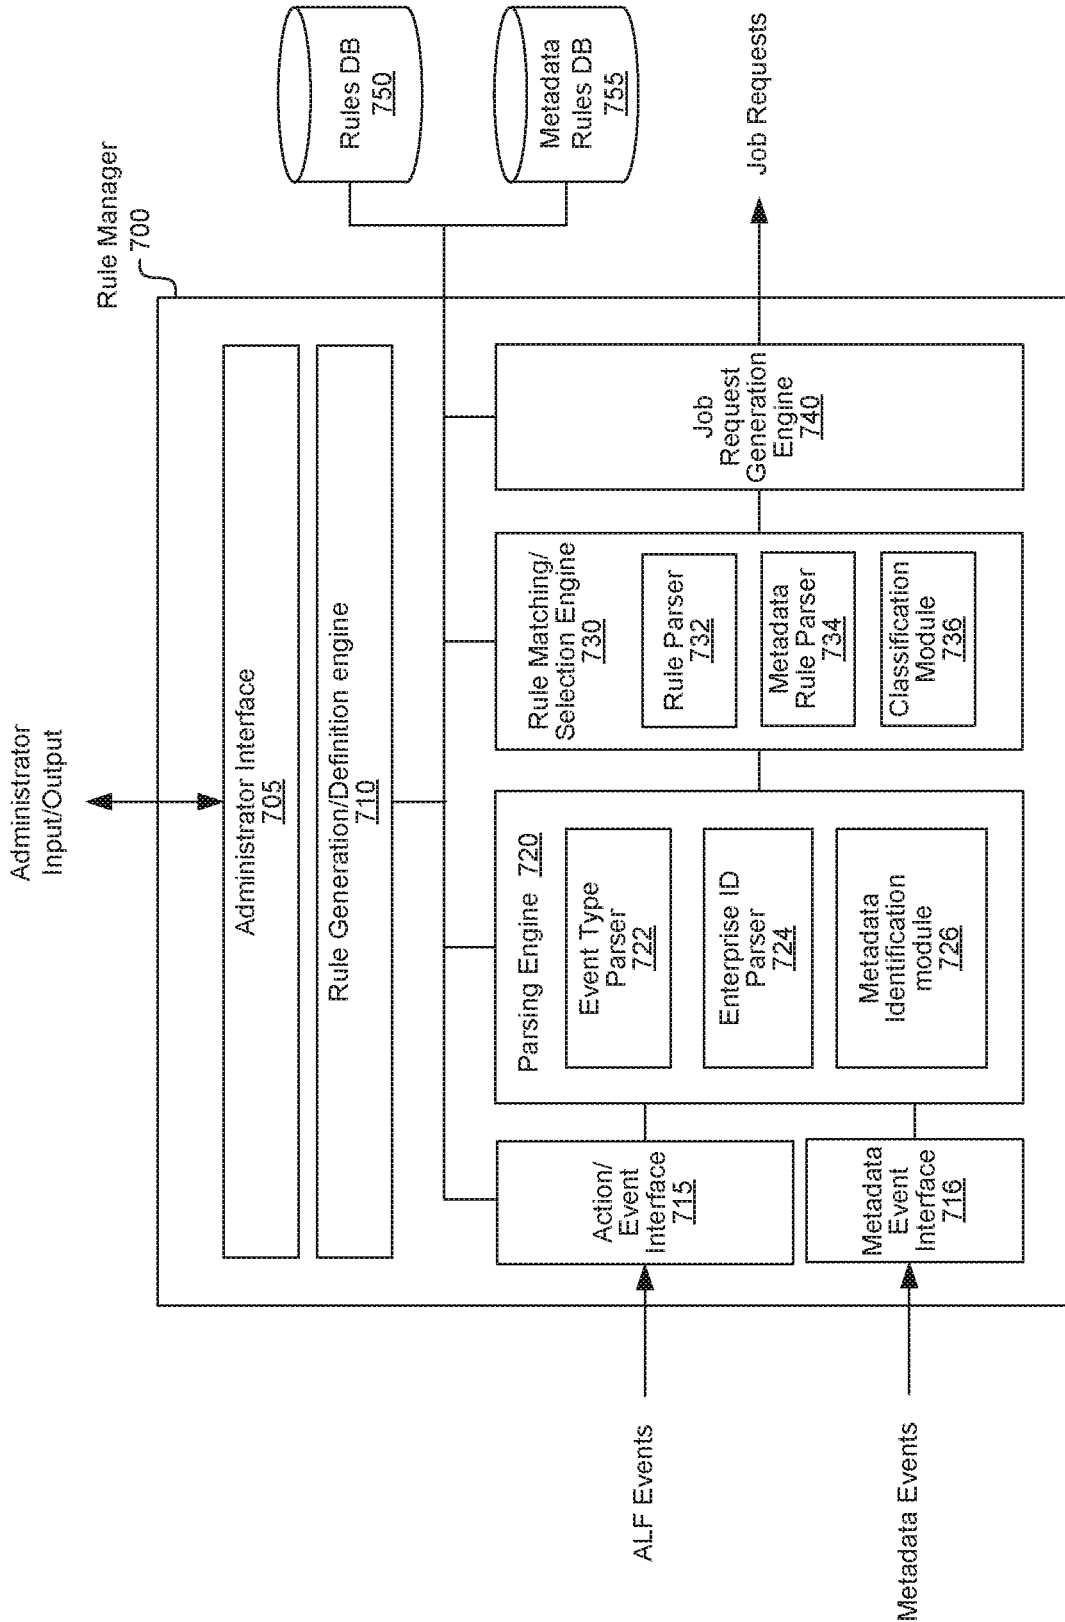 Administrator
Input/Output
Rule Manager
700
Administrator Interface
705
Rule Generation/Definition engine
710
Rules DB
750
Metadata
Rules DB
755
ALF Events
Metadata Events
Action/
Event
Interface
715
Metadata
Event
Interface
716
Parsing Engine 720
Event Type
Parser
722
Enterprise ID
Parser
724
Metadata
Identification
module
726
Rule Matching/
Selection Engine
730
Rule Parser
732
Metadata
Rule Parser
734
Classification
Module
736
Job
Request
Generation
Engine
740
Job Requests